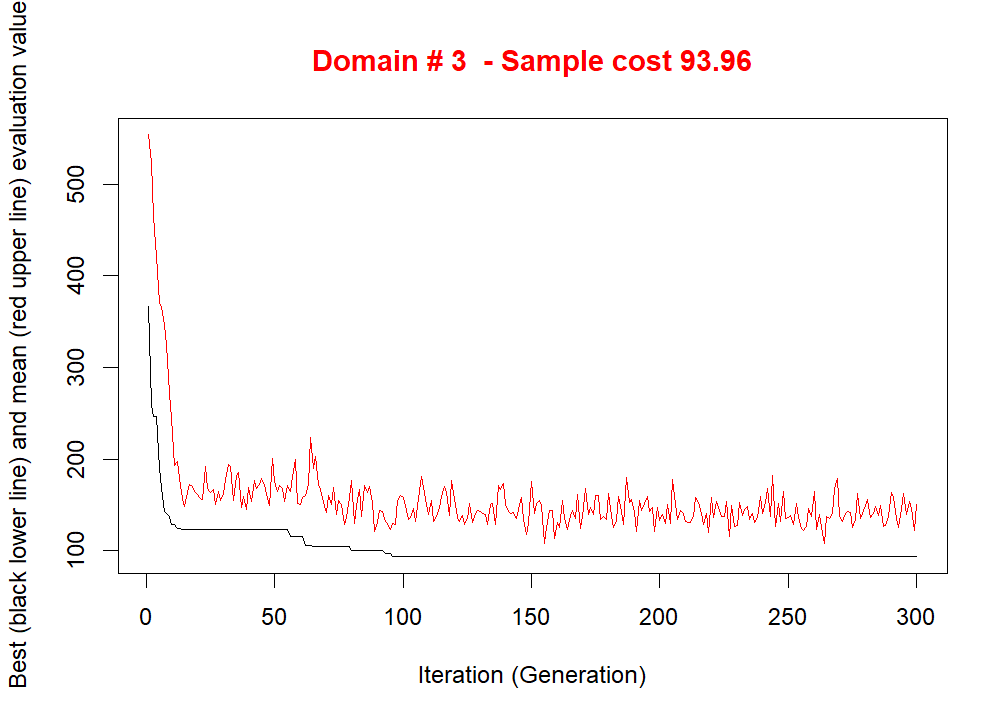 Domain # 3  - Sample cost 93.96
Best (black lower line) and mean (red upper line) evaluation value
500
400
300
200
100
0 50 100 150 200 250 300
Iteration (Generation)